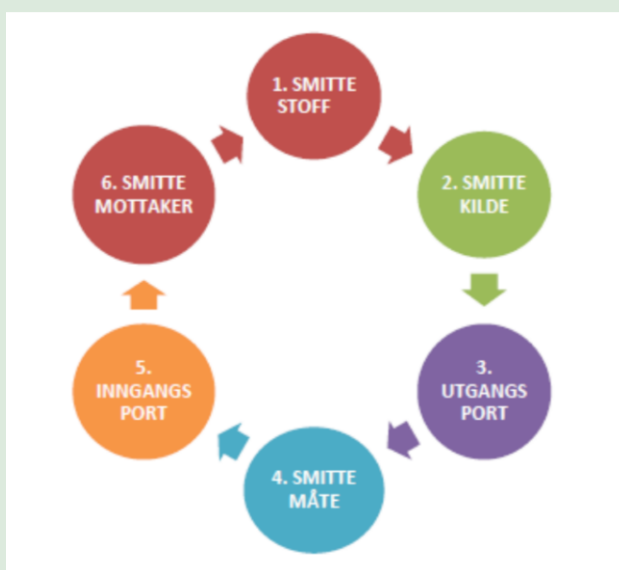 1. SMITTE
STOFF
2. SMITTE
KILDE
3.
UTGANGS
PORT
4. SMITTE
MÅTE
5.
INNGANGS
PORT
6. SMITTE
MOTTAKER